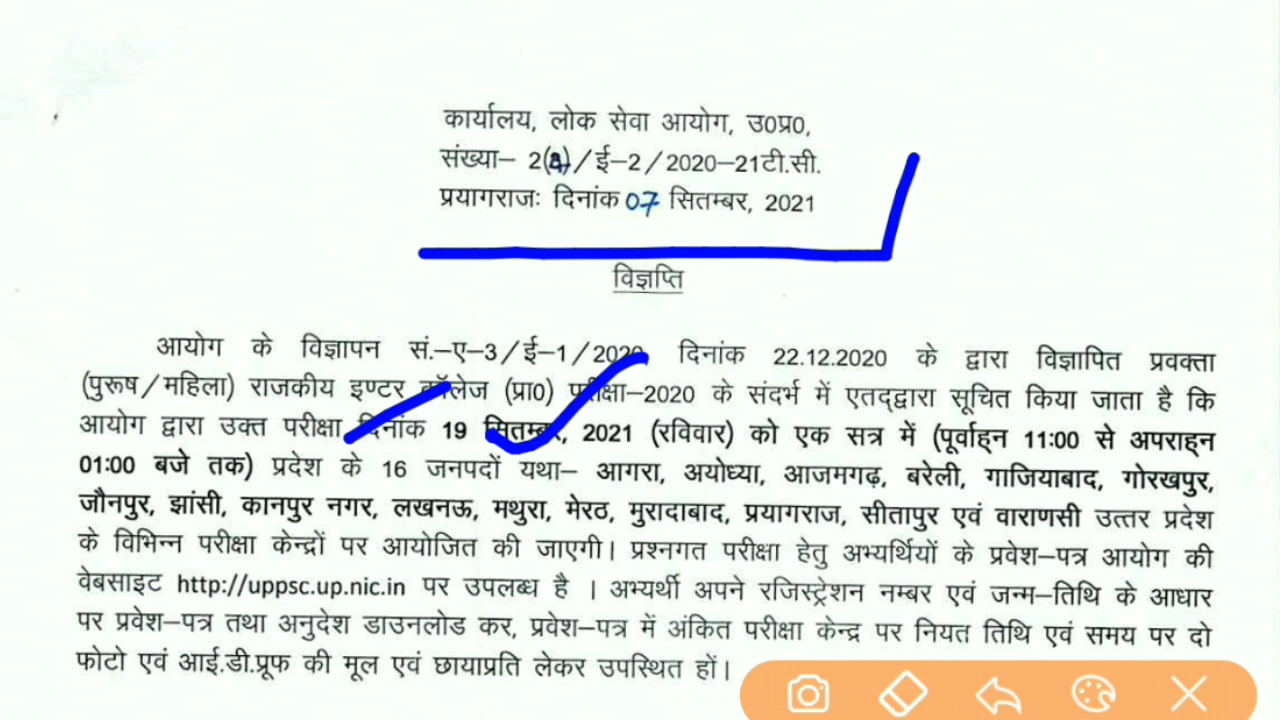 कार्यालय, लोक सेवा आयोग, उ0प्र0,
संख्या– 2(4)/ई–2/2020–21टी.सी.
प्रयागराजः दिनांक 07 सितम्बर, 2021
विज्ञप्ति
आयोग के विज्ञापन सं.–ए–3/ई–1/2020 दिनांक 22.12.2020 के द्वारा विज्ञापित प्रवक्ता
(पुरूष/महिला) राजकीय इण्टर कॉलेज (प्रा0) परीक्षा–2020 के संदर्भ में एतद्द्वारा सूचित किया जाता है कि
आयोग द्वारा उक्त परीक्षा दिनांक 19 सितम्बर, 2021 (रविवार) को एक सत्र में (पूर्वाह्न 11:00 से अपराह्न
01:00 बजे तक) प्रदेश के 16 जनपदों यथा– आगरा, अयोध्या, आजमगढ़, बरेली, गाजियाबाद, गोरखपुर,
जौनपुर, झांसी, कानपुर नगर, लखनऊ, मथुरा, मेरठ, मुरादाबाद, प्रयागराज, सीतापुर एवं वाराणसी उत्तर प्रदेश
के विभिन्न परीक्षा केन्द्रों पर आयोजित की जाएगी। प्रश्नगत परीक्षा हेतु अभ्यर्थियों के प्रवेश–पत्र आयोग की
वेबसाइट http://uppsc.up.nic.in पर उपलब्ध है । अभ्यर्थी अपने रजिस्ट्रेशन नम्बर एवं जन्म–तिथि के आधार
पर प्रवेश–पत्र तथा अनुदेश डाउनलोड कर, प्रवेश–पत्र में अंकित परीक्षा केन्द्र पर नियत तिथि एवं समय पर दो
फोटो एवं आई.डी.प्रूफ की मूल एवं छायाप्रति लेकर उपस्थित हों।